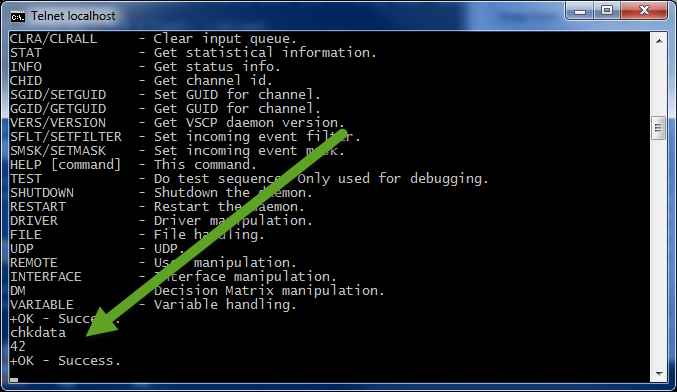 Telnet localhost
CLRA/CLRALL - Clear input queue.
STAT - Get statistical information.
INFO - Get status info.
CHID - Get channel id.
SGID/SETGUID - Set GUID for channel.
GGID/GETGUID - Get GUID for channel.
VERS/VERSION - Get VSCP daemon version.
SFLT/SETFILTER - Set incoming event filter.
SMSK/SETMASK - Set incoming event mask.
HELP [command] - This command.
TEST - Do test sequence. Only used for debugging.
SHUTDOWN - Shutdown the daemon.
RESTART - Restart the daemon.
DRIVER - Driver manipulation.
FILE - File handling.
UDP - UDP.
REMOTE - User manipulation.
INTERFACE - Interface manipulation.
DM - Decision Matrix manipulation.
VARIABLE - Variable handling.
+OK - Success.
chkdata
42
+OK - Success.